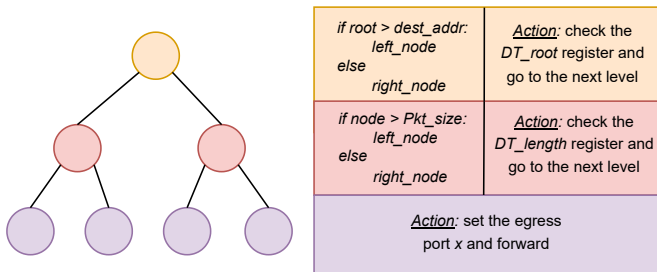 if root > dest_addr:
left_node
else
right_node
Action: check the
DT_root register and
go to the next level
if node > Pkt_size:
left_node
else
right_node
Action: check the
DT_length register and
go to the next level
Action: set the egress
port x and forward